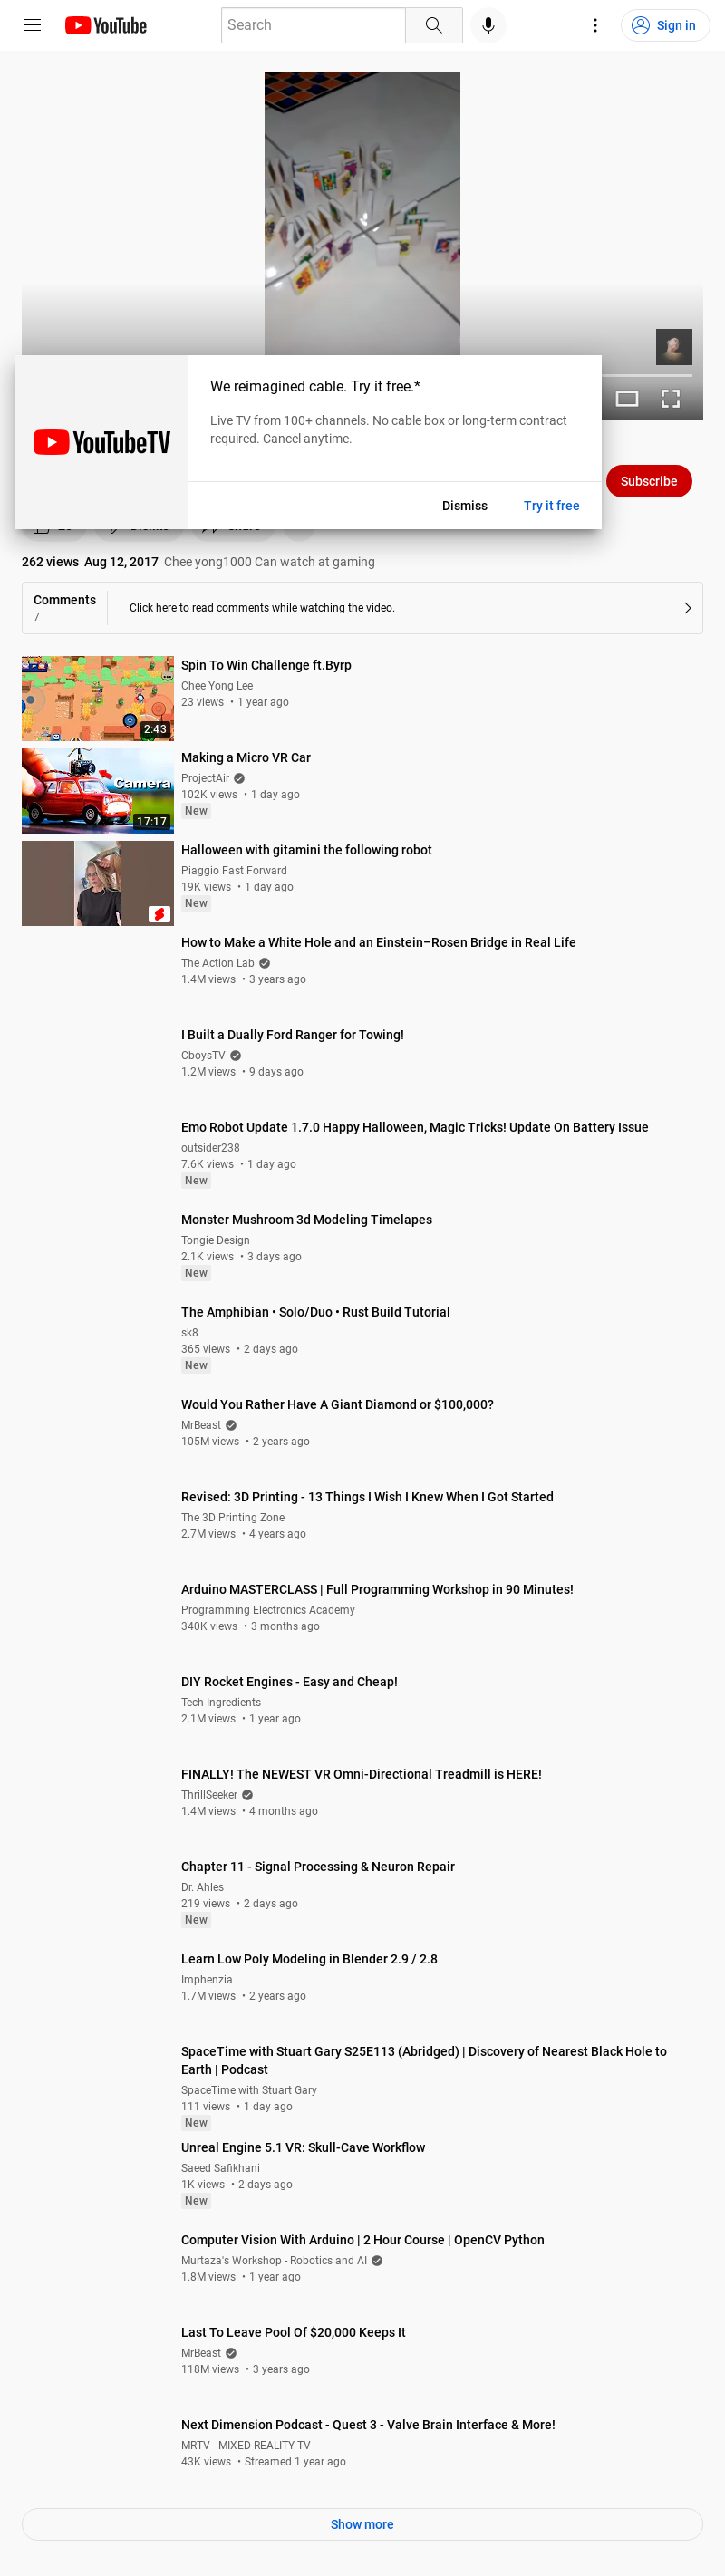 YouTube
Search
Sign in
We reimagined cable. Try it free.*
Live TV from 100+ channels. No cable box or long-term contract
required. Cancel anytime.
YouTubeTV
Dismiss
Try it free
Subscribe
262 views Aug 12, 2017 Chee yong1000 Can watch at gaming
Comments
7
Click here to read comments while watching the video.
2:43
Spin To Win Challenge ft.Byrp
Chee Yong Lee
23 views • 1 year ago
Camera
17:17
Making a Micro VR Car
ProjectAir
102K views • 1 day ago
New
Halloween with gitamini the following robot
Piaggio Fast Forward
19K views • 1 day ago
New
How to Make a White Hole and an Einstein–Rosen Bridge in Real Life
The Action Lab
1.4M views • 3 years ago
I Built a Dually Ford Ranger for Towing!
CboysTV
1.2M views • 9 days ago
Emo Robot Update 1.7.0 Happy Halloween, Magic Tricks! Update On Battery Issue
outsider238
7.6K views • 1 day ago
New
Monster Mushroom 3d Modeling Timelapes
Tongie Design
2.1K views • 3 days ago
New
The Amphibian • Solo/Duo • Rust Build Tutorial
sk8
365 views • 2 days ago
New
Would You Rather Have A Giant Diamond or $100,000?
MrBeast
105M views • 2 years ago
Revised: 3D Printing - 13 Things I Wish I Knew When I Got Started
The 3D Printing Zone
2.7M views • 4 years ago
Arduino MASTERCLASS | Full Programming Workshop in 90 Minutes!
Programming Electronics Academy
340K views • 3 months ago
DIY Rocket Engines - Easy and Cheap!
Tech Ingredients
2.1M views • 1 year ago
FINALLY! The NEWEST VR Omni-Directional Treadmill is HERE!
ThrillSeeker
1.4M views • 4 months ago
Chapter 11 - Signal Processing & Neuron Repair
Dr. Ahles
219 views • 2 days ago
New
Learn Low Poly Modeling in Blender 2.9 / 2.8
Imphenzia
1.7M views • 2 years ago
SpaceTime with Stuart Gary S25E113 (Abridged) | Discovery of Nearest Black Hole to
Earth | Podcast
SpaceTime with Stuart Gary
111 views • 1 day ago
New
Unreal Engine 5.1 VR: Skull-Cave Workflow
Saeed Safikhani
1K views • 2 days ago
New
Computer Vision With Arduino | 2 Hour Course | OpenCV Python
Murtaza's Workshop - Robotics and AI
1.8M views • 1 year ago
Last To Leave Pool Of $20,000 Keeps It
MrBeast
118M views • 3 years ago
Next Dimension Podcast - Quest 3 - Valve Brain Interface & More!
MRTV - MIXED REALITY TV
43K views • Streamed 1 year ago
Show more